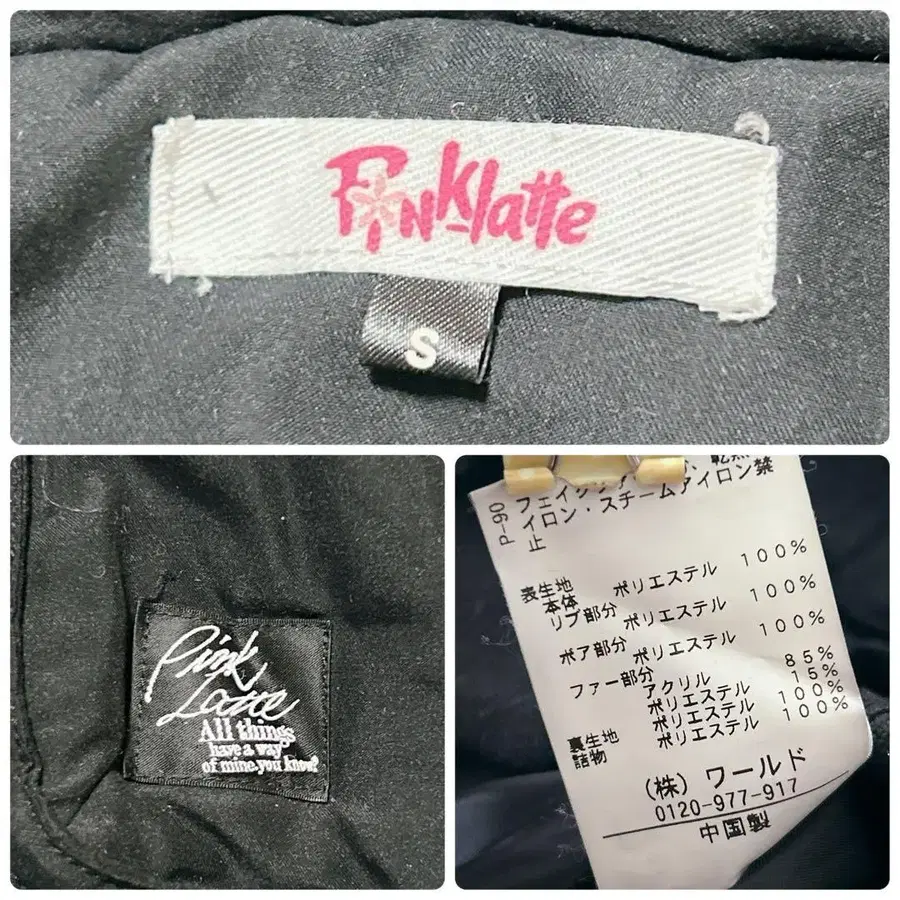 Pink-latte
S
Pink
Latte
All things
have a way
of mine.you know?
P-90
イロン・スチームアイロン禁
止
表生地
本体 ポリエステル 100%
リブ部分 ポリエステル 100%
ボア部分 ポリエステル 100%
ファー部分
アクリル 85%
ポリエステル 15%
裏生地 ポリエステル 100%
詰物 ポリエステル 100%
(株) ワールド
0120-977-917
中国製